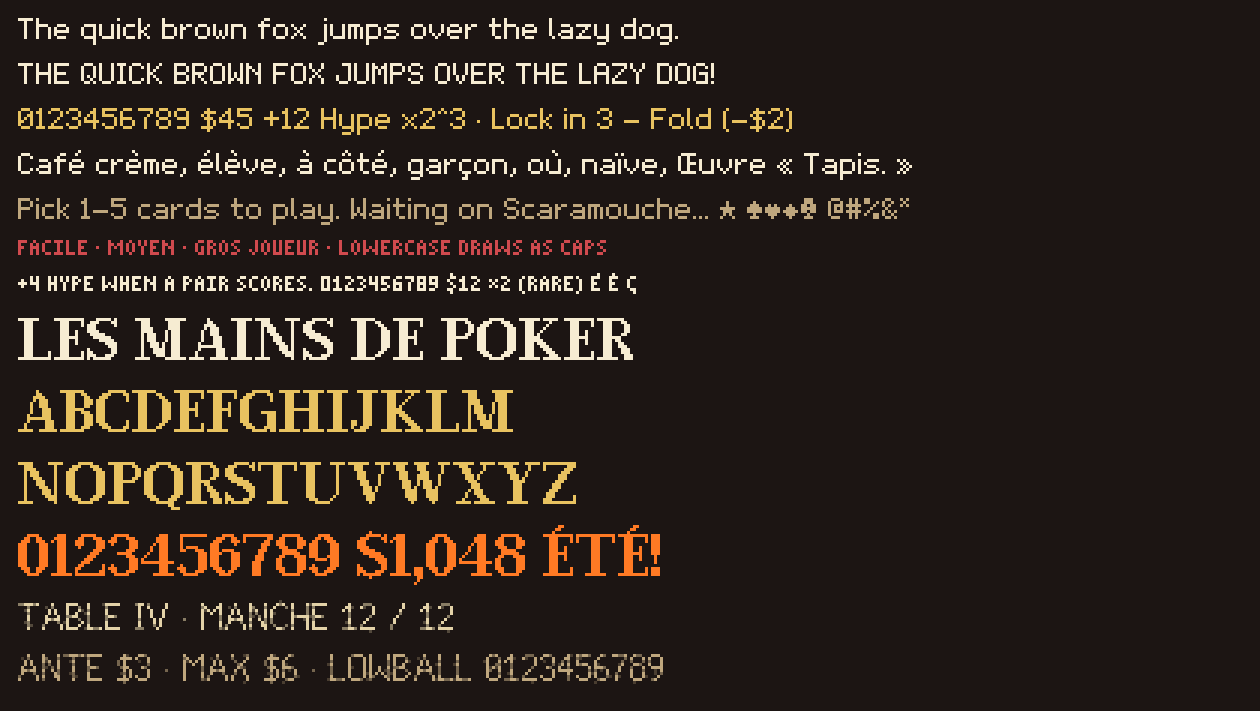 The quick brown fox jumps over the lazy dog.
THE QUICK BROWN FOX JUMPS OVER THE LAZY DOG!
0123456789 $45 +12 Hype x2^3 · Lock in 3 – Fold (–$2)
Café crème, élève, à côté, garçon, où, naïve, Œuvre « Tapis. »
Pick 1–5 cards to play. Waiting on Scaramouche… ★ ♠♥♦♣ @#%&*
FACILE · MOYEN · GROS JOUEUR · LOWERCASE DRAWS AS CAPS
+4 HYPE WHEN A PAIR SCORES. 0123456789 $12 ×2 (RARE) É È Ç
LES MAINS DE POKER
ABCDEFGHIJKLM
NOPQRSTUVWXYZ
0123456789 $1,048 ÉTÉ!
TABLE IV · MANCHE 12 / 12
ANTE $3 · MAX $6 · LOWBALL 0123456789